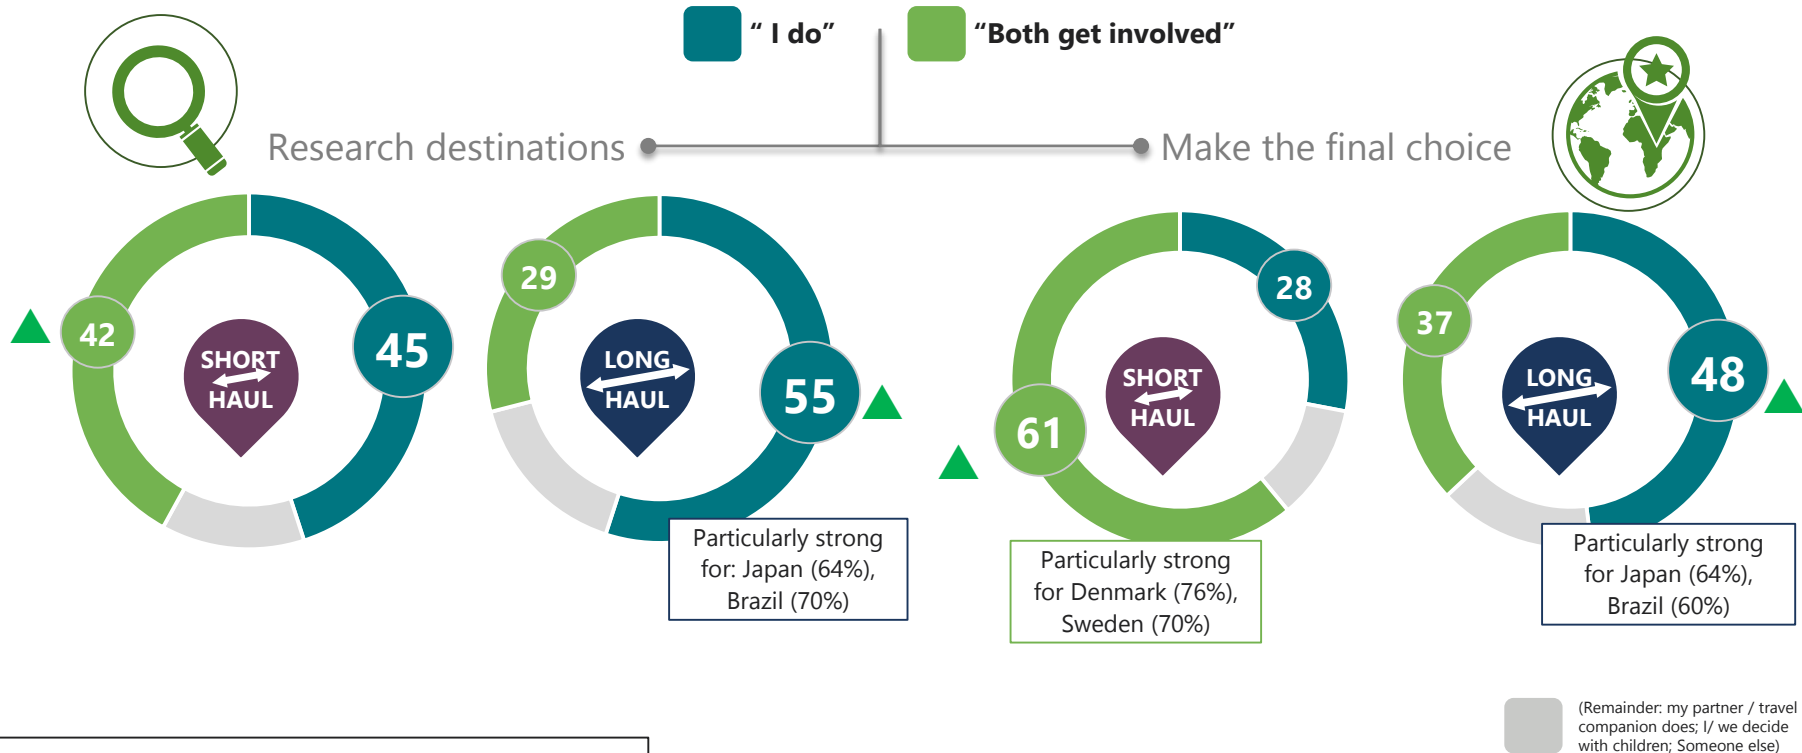 “ I do”
“Both get involved”
Research destinations
Make the final choice
42
SHORT
HAUL
45
29
LONG
HAUL
55
Particularly strong
for: Japan (64%),
Brazil (70%)
28
SHORT
HAUL
61
Particularly strong
for Denmark (76%),
Sweden (70%)
37
LONG
HAUL
48
Particularly strong
for Japan (64%),
Brazil (60%)
(Remainder: my partner / travel
companion does; I/ we decide
with children; Someone else)